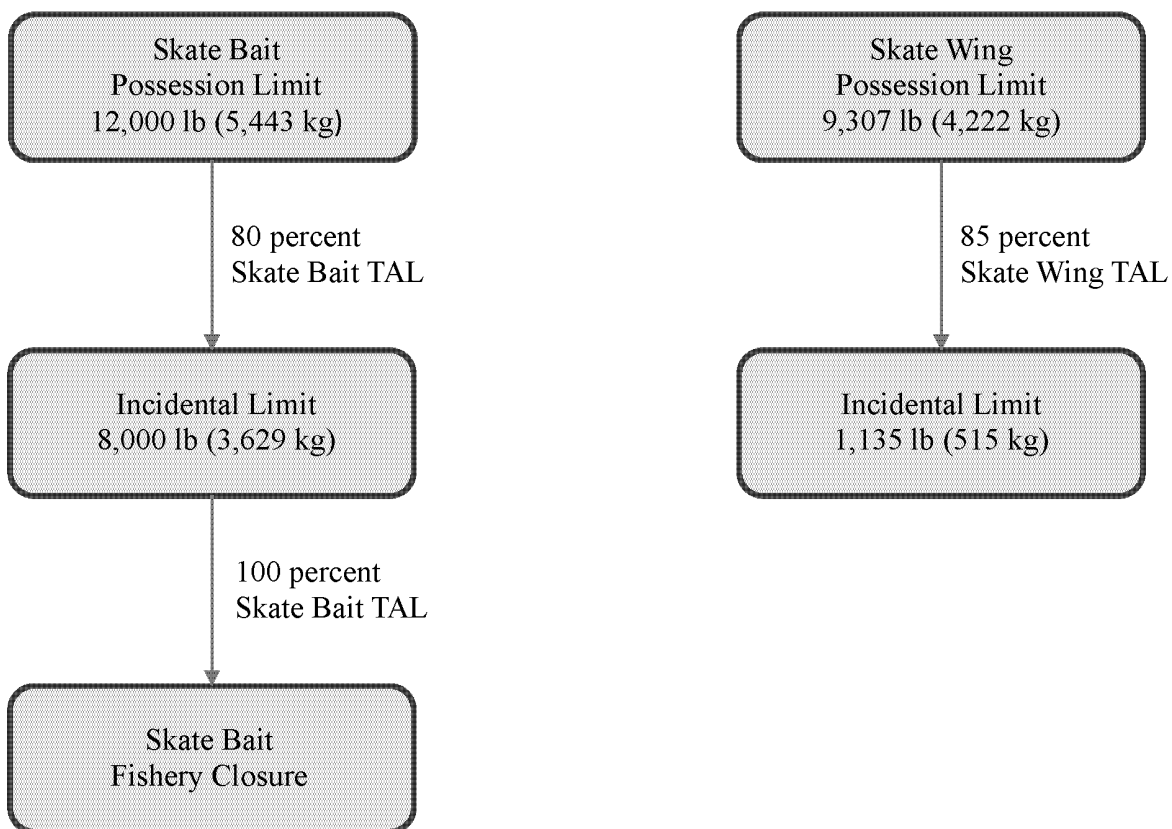 Skate Bait
Possession Limit
12,000 lb (5,443 kg)
80 percent
Skate Bait TAL
Incidental Limit
8,000 lb (3,629 kg)
100 percent
Skate Bait TAL
Skate Bait
Fishery Closure
Skate Wing
Possession Limit
9,307 lb (4,222 kg)
85 percent
Skate Wing TAL
Incidental Limit
1,135 lb (515 kg)